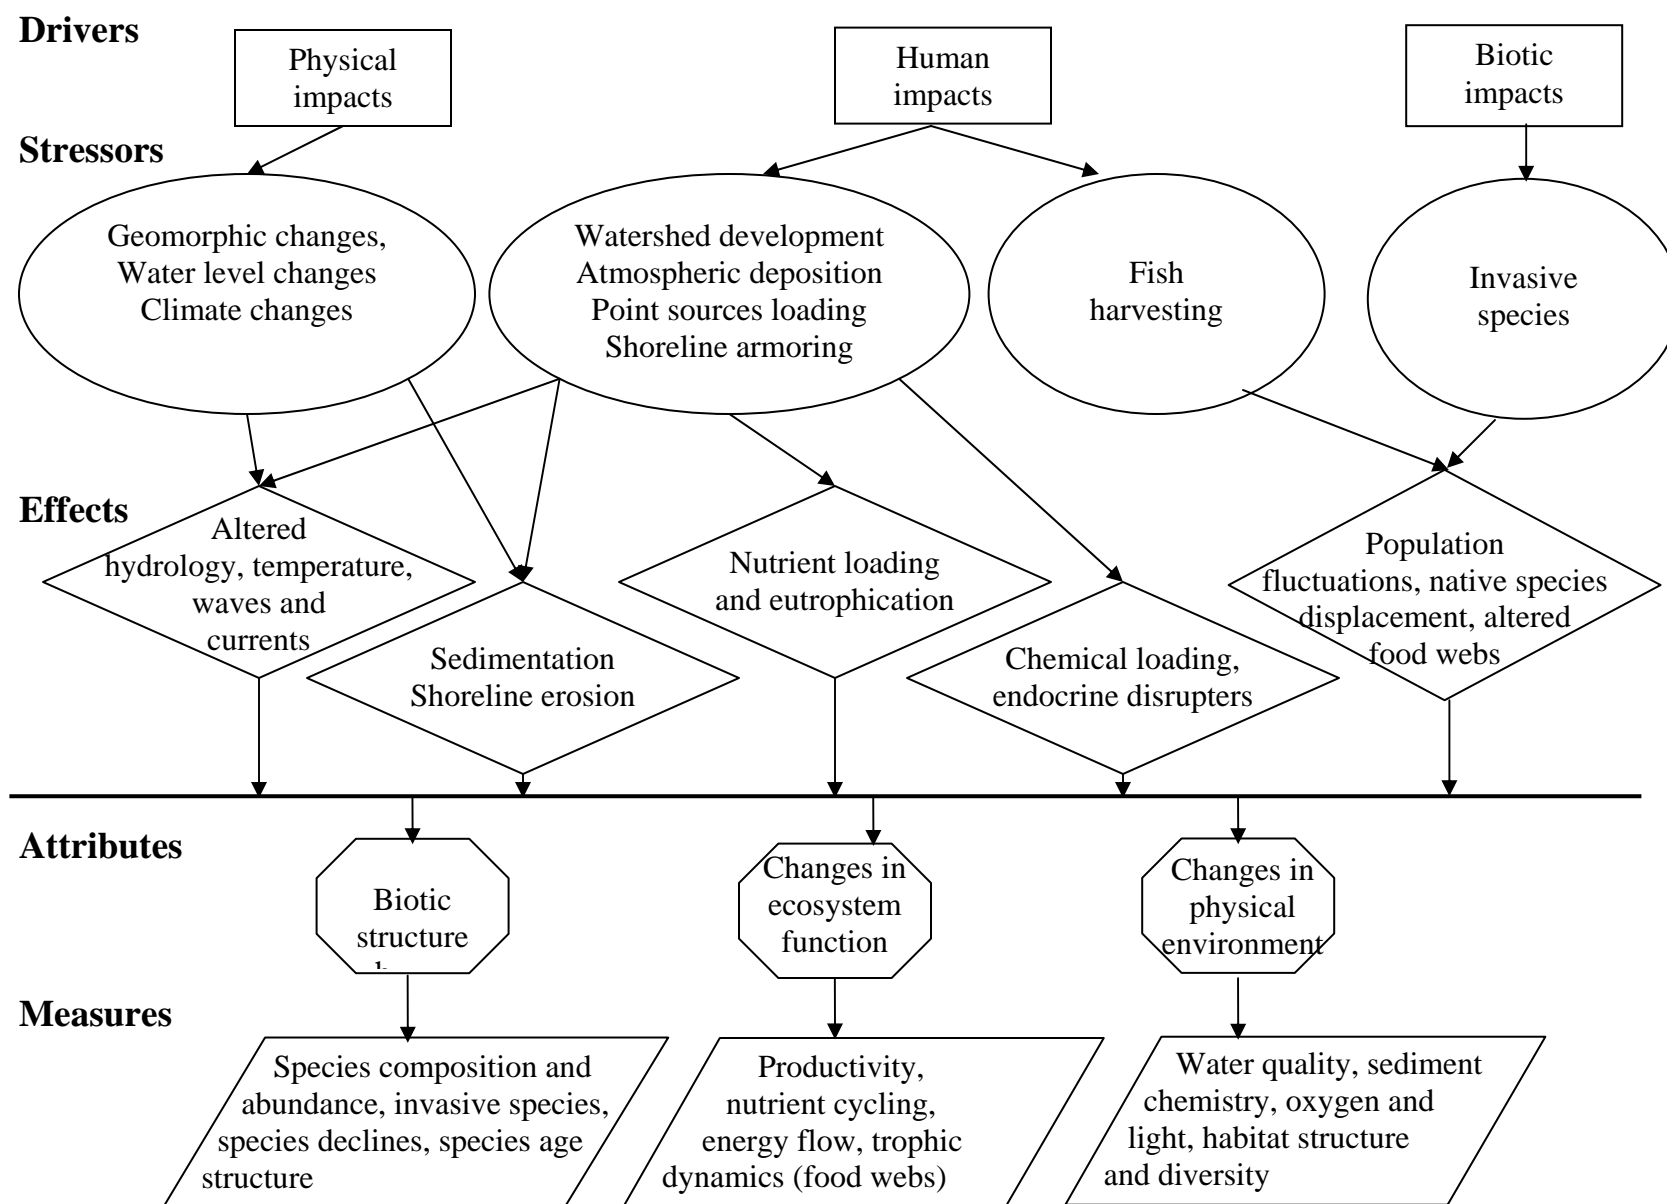 Drivers
Physical
impacts
Human
impacts
Biotic
impacts
Stressors
Geomorphic changes,
Water level changes
Climate changes
Watershed development
Atmospheric deposition
Point sources loading
Shoreline armoring
Fish
harvesting
Invasive
species
Effects
Altered
hydrology, temperature,
waves and
currents
Sedimentation
Shoreline erosion
Nutrient loading
and eutrophication
Chemical loading,
endocrine disrupters
Population
fluctuations, native species
displacement, altered
food webs
Attributes
Biotic
structure
Changes in
ecosystem
function
Changes in
physical
environment
Measures
Species composition and
abundance, invasive species,
species declines, species age
structure
Productivity,
nutrient cycling,
energy flow, trophic
dynamics (food webs)
Water quality, sediment
chemistry, oxygen and
light, habitat structure
and diversity